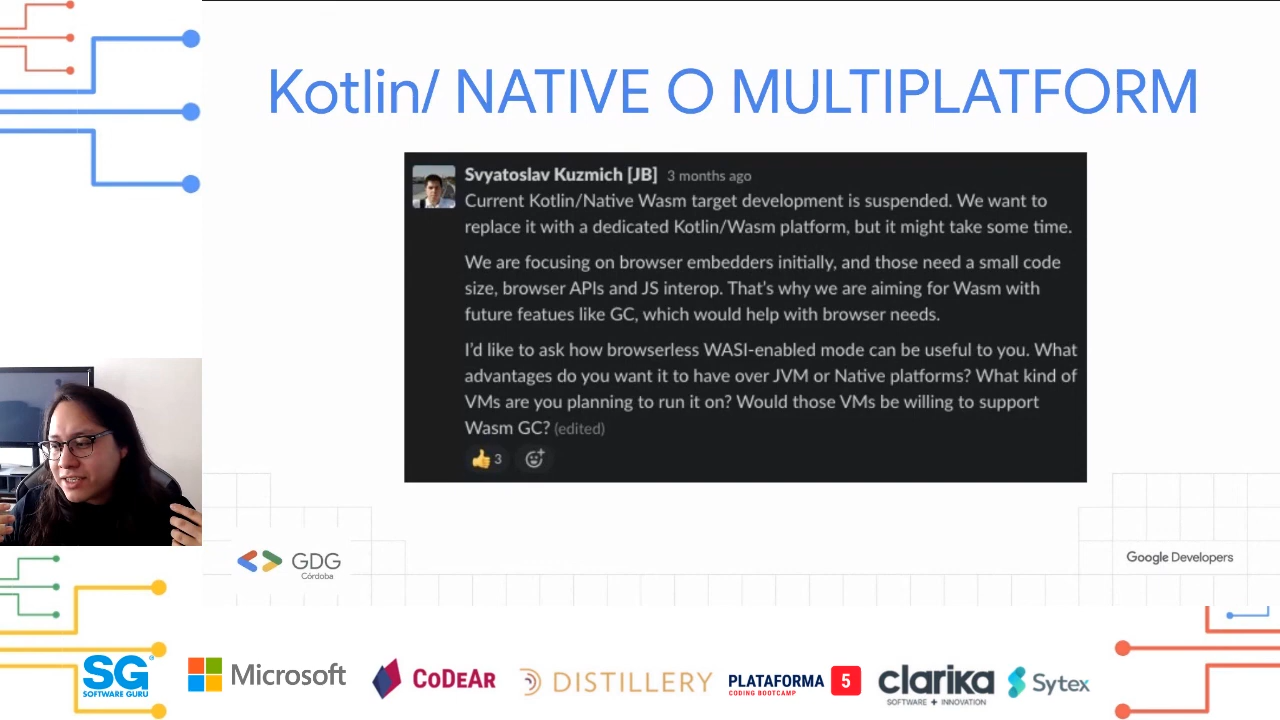 Kotlin/ NATIVE O MULTIPLATFORM
Svyatoslav Kuzmich [JB] 3 months ago
Current Kotlin/Native Wasm target development is suspended. We want to
replace it with a dedicated Kotlin/Wasm platform, but it might take some time.
We are focusing on browser embedders initially, and those need a small code
size, browser APIs and JS interop. That's why we are aiming for Wasm with
future featues like GC, which would help with browser needs.
I'd like to ask how browserless WASI-enabled mode can be useful to you. What
advantages do you want it to have over JVM or Native platforms? What kind of
VMs are you planning to run it on? Would those VMs be willing to support
Wasm GC? (edited)
3
GDG
Córdoba
Google Developers
SG
SOFTWARE GURU
Microsoft
CODEAR
DISTILLERY
PLATAFORMA 5
CODING BOOTCAMP
clarika
SOFTWARE + INNOVATION
Sytex